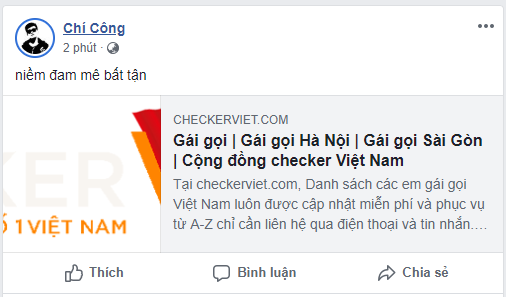 Chí Công
2 phút ·
niềm đam mê bất tận
KER
Ố 1 VIỆT NAM
CHECKERVIET.COM
Gái gọi | Gái gọi Hà Nội | Gái gọi Sài Gòn
| Cộng đồng checker Việt Nam
Tại checkerviet.com, Danh sách các em gái gọi
Việt Nam luôn được cập nhật miễn phí và phục vụ
từ A-Z chỉ cần liên hệ qua điện thoại và tin nhắn....
Thích
Bình luận
Chia sẻ